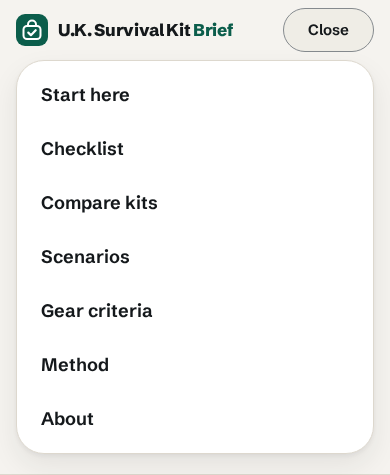 U.K. Survival Kit Brief
Close
Start here
Checklist
Compare kits
Scenarios
Gear criteria
Method
About